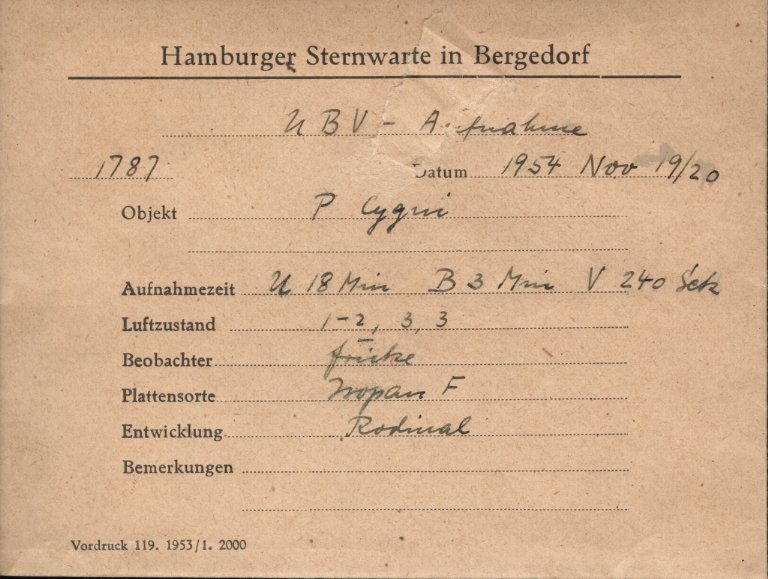 Hamburger Sternwarte in Bergedorf
UBV - Aufnahme
1787 Datum 1954 Nov 19/20
Objekt P Cygni
Aufnahmezeit U 18 Min B 3 Min V 240 Sek
Luftzustand 1-2, 3, 3
Beobachter
Plattensorte Isopan F
Entwicklung Rodinal
Bemerkungen
Vordruck 119. 1953/1. 2000